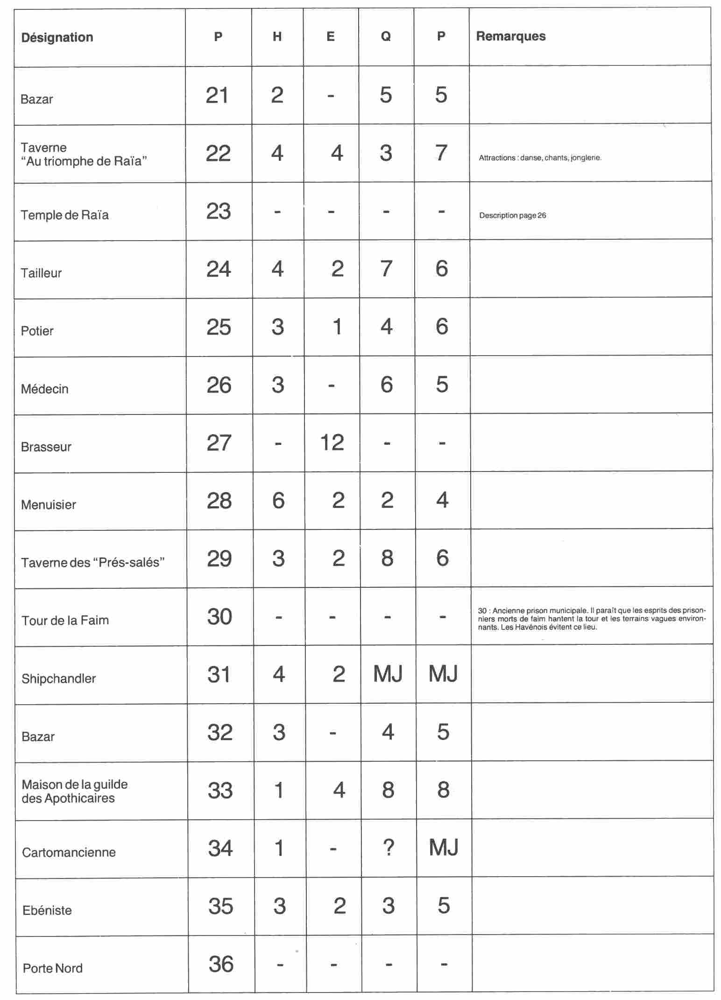 Désignation P H E Q P Remarques
Bazar 21 2 - 5 5
Taverne
“Au triomphe de Raïa” 22 4 4 3 7 Attractions : danse, chants, jonglerie.
Temple de Raïa 23 - - - - Description page 26
Tailleur 24 4 2 7 6
Potier 25 3 1 4 6
Médecin 26 3 - 6 5
Brasseur 27 - 12 - -
Menuisier 28 6 2 2 4
Taverne des “Prés-salés” 29 3 2 8 6
Tour de la Faim 30 - - - - 30 : Ancienne prison municipale. Il paraît que les esprits des prison-
niers morts de faim hantent la tour et les terrains vagues environ-
nants. Les Havénois évitent ce lieu.
Shipchandler 31 4 2 MJ MJ
Bazar 32 3 - 4 5
Maison de la guilde
des Apothicaires 33 1 4 8 8
Cartomancienne 34 1 - ? MJ
Ebéniste 35 3 2 3 5
Porte Nord 36 - - - -